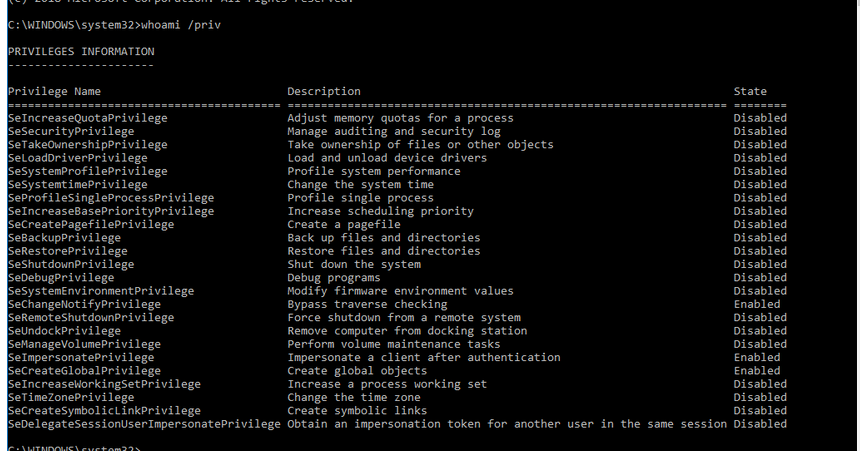 (c) 2018 Microsoft Corporation. All rights reserved.
C:\WINDOWS\system32>whoami /priv
PRIVILEGES INFORMATION
----------------------
Privilege Name                            Description                                                        State
========================================= ================================================================== ========
SeIncreaseQuotaPrivilege                  Adjust memory quotas for a process                                 Disabled
SeSecurityPrivilege                       Manage auditing and security log                                   Disabled
SeTakeOwnershipPrivilege                  Take ownership of files or other objects                           Disabled
SeLoadDriverPrivilege                     Load and unload device drivers                                     Disabled
SeSystemProfilePrivilege                  Profile system performance                                         Disabled
SeSystemtimePrivilege                     Change the system time                                             Disabled
SeProfileSingleProcessPrivilege           Profile single process                                             Disabled
SeIncreaseBasePriorityPrivilege           Increase scheduling priority                                       Disabled
SeCreatePagefilePrivilege                 Create a pagefile                                                  Disabled
SeBackupPrivilege                         Back up files and directories                                      Disabled
SeRestorePrivilege                        Restore files and directories                                      Disabled
SeShutdownPrivilege                       Shut down the system                                               Disabled
SeDebugPrivilege                          Debug programs                                                     Disabled
SeSystemEnvironmentPrivilege              Modify firmware environment values                                 Disabled
SeChangeNotifyPrivilege                   Bypass traverse checking                                           Enabled
SeRemoteShutdownPrivilege                 Force shutdown from a remote system                                Disabled
SeUndockPrivilege                         Remove computer from docking station                               Disabled
SeManageVolumePrivilege                   Perform volume maintenance tasks                                   Disabled
SeImpersonatePrivilege                    Impersonate a client after authentication                          Enabled
SeCreateGlobalPrivilege                   Create global objects                                              Enabled
SeIncreaseWorkingSetPrivilege             Increase a process working set                                     Disabled
SeTimeZonePrivilege                       Change the time zone                                               Disabled
SeCreateSymbolicLinkPrivilege             Create symbolic links                                              Disabled
SeDelegateSessionUserImpersonatePrivilege Obtain an impersonation token for another user in the same session Disabled
C:\WINDOWS\system32>